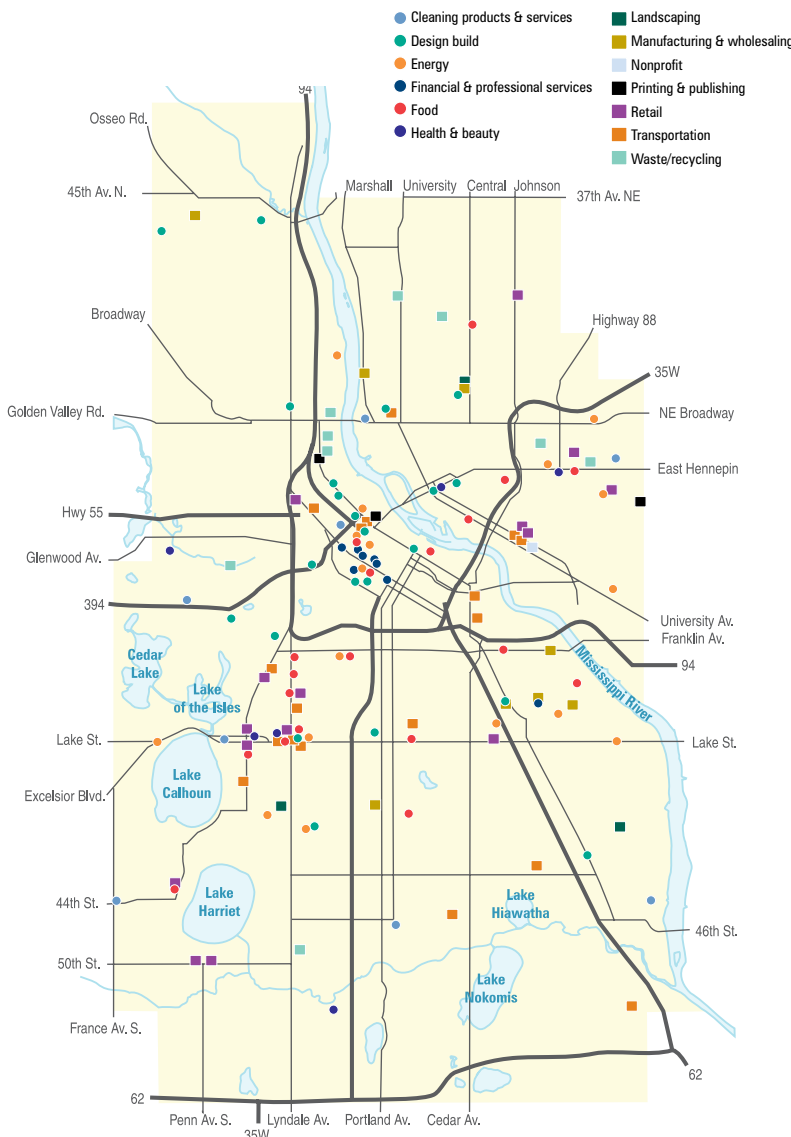 Cleaning products & services
Design build
Energy
Financial & professional services
Food
Health & beauty
Landscaping
Manufacturing & wholesaling
Nonprofit
Printing & publishing
Retail
Transportation
Waste/recycling
94
Osseo Rd.
45th Av. N.
Marshall
University
Central
Johnson
37th Av. NE
Broadway
Highway 88
35W
Golden Valley Rd.
NE Broadway
East Hennepin
Hwy 55
Glenwood Av.
394
University Av.
Franklin Av.
94
Cedar
Lake
Lake
of the Isles
Mississippi River
Lake St.
Lake St.
Lake
Calhoun
Excelsior Blvd.
44th St.
Lake
Harriet
Lake
Hiawatha
46th St.
50th St.
Lake
Nokomis
France Av. S.
62
62
Penn Av. S.
Lyndale Av.
Portland Av.
Cedar Av.
35W